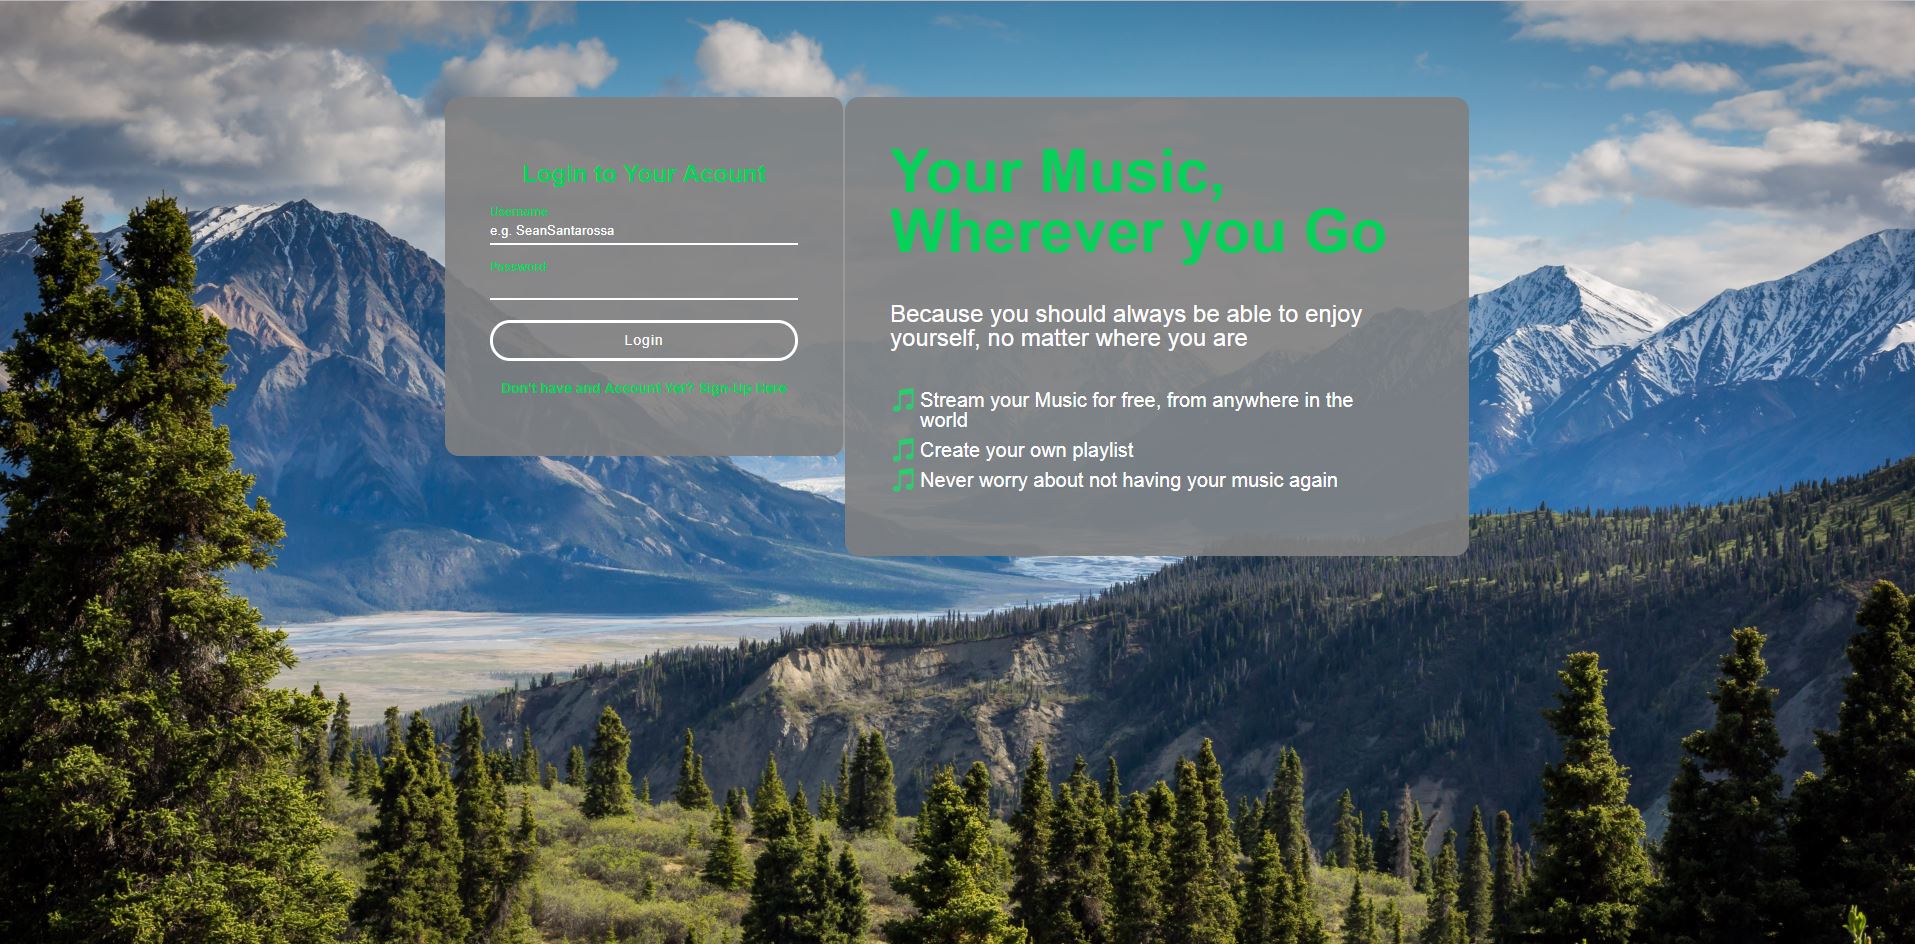 Login to Your Acount
Username
e.g. SeanSantarossa
Password
Login
Don't have and Account Yet? Sign-Up Here
Your Music,
Wherever you Go
Because you should always be able to enjoy
yourself, no matter where you are
Stream your Music for free, from anywhere in the
world
Create your own playlist
Never worry about not having your music again